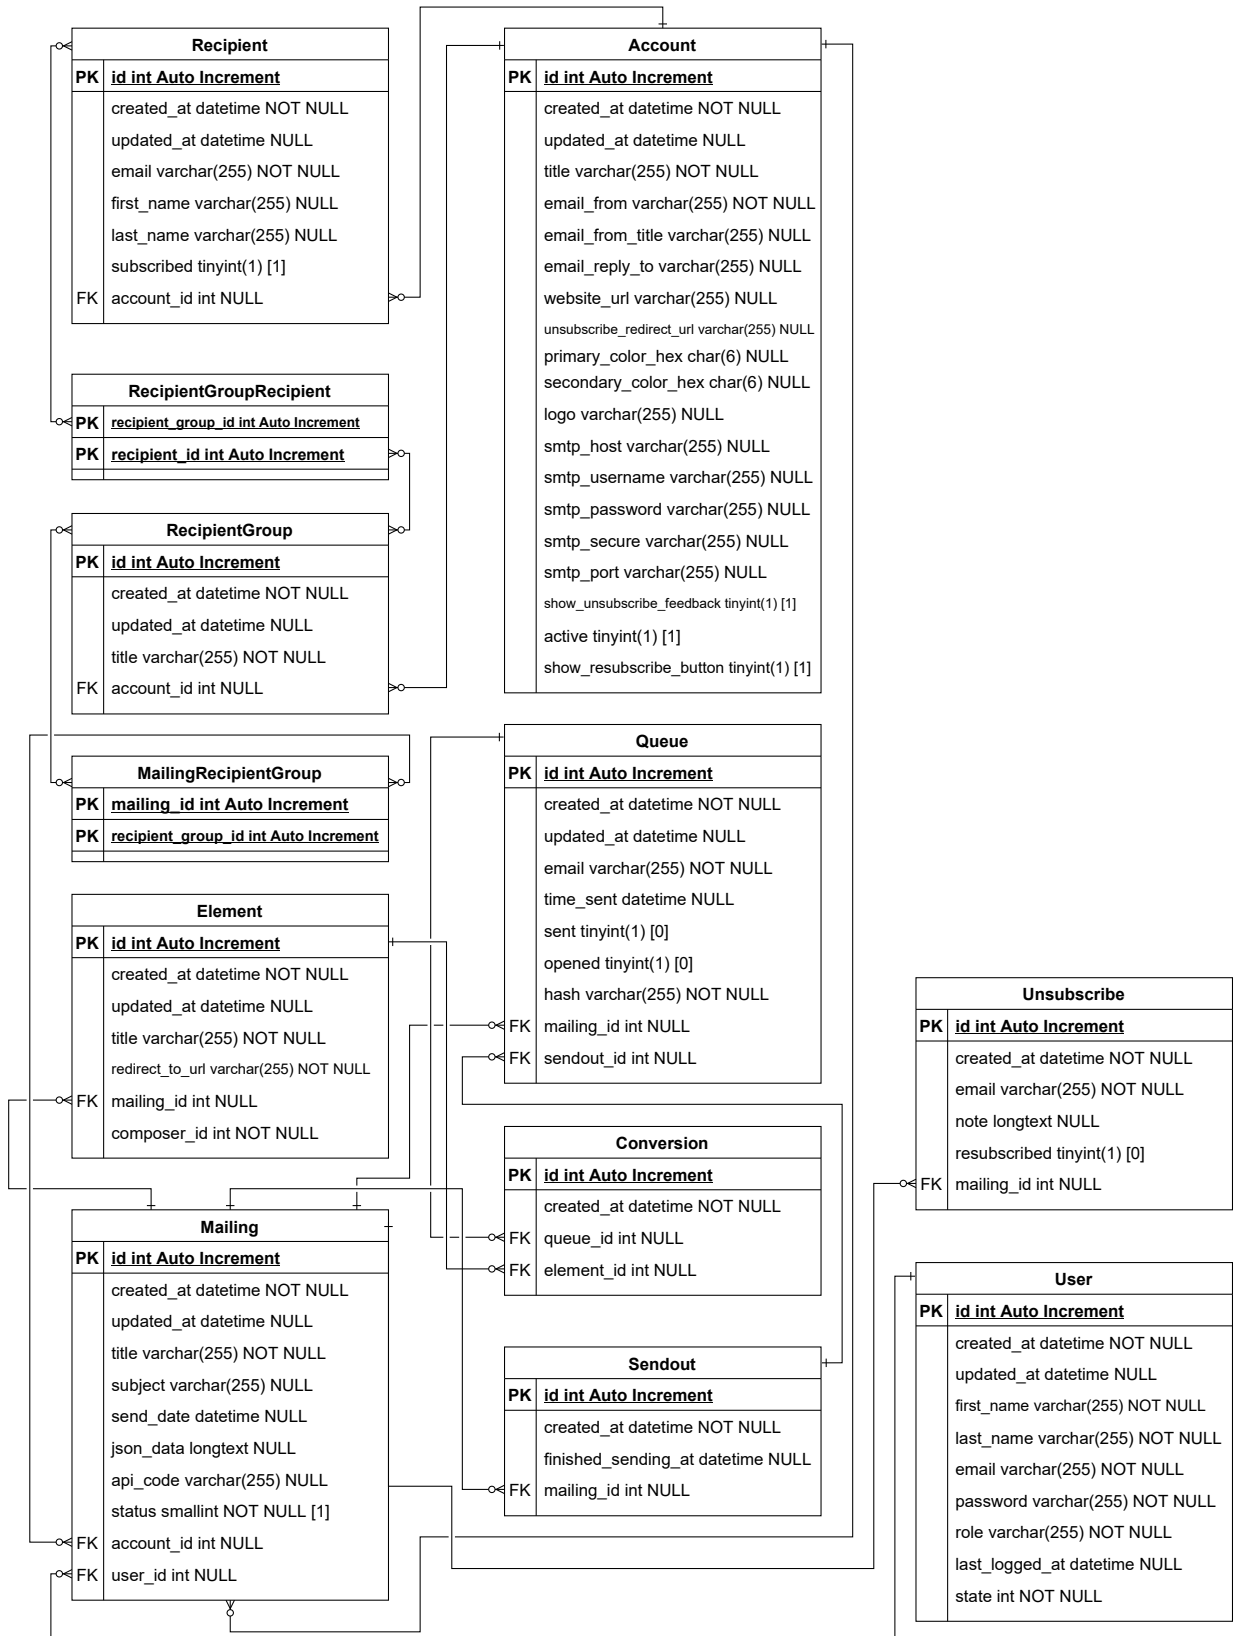 Recipient
PK id int Auto Increment
created_at datetime NOT NULL
updated_at datetime NULL
email varchar(255) NOT NULL
first_name varchar(255) NULL
last_name varchar(255) NULL
subscribed tinyint(1) [1]
FK account_id int NULL
RecipientGroupRecipient
PK recipient_group_id int Auto Increment
PK recipient_id int Auto Increment
RecipientGroup
PK id int Auto Increment
created_at datetime NOT NULL
updated_at datetime NULL
title varchar(255) NOT NULL
FK account_id int NULL
MailingRecipientGroup
PK mailing_id int Auto Increment
PK recipient_group_id int Auto Increment
Element
PK id int Auto Increment
created_at datetime NOT NULL
updated_at datetime NULL
title varchar(255) NOT NULL
redirect_to_url varchar(255) NOT NULL
FK mailing_id int NULL
composer_id int NOT NULL
Mailing
PK id int Auto Increment
created_at datetime NOT NULL
updated_at datetime NULL
title varchar(255) NOT NULL
subject varchar(255) NULL
send_date datetime NULL
json_data longtext NULL
api_code varchar(255) NULL
status smallint NOT NULL [1]
FK account_id int NULL
FK user_id int NULL
Account
PK id int Auto Increment
created_at datetime NOT NULL
updated_at datetime NULL
title varchar(255) NOT NULL
email_from varchar(255) NOT NULL
email_from_title varchar(255) NULL
email_reply_to varchar(255) NULL
website_url varchar(255) NULL
unsubscribe_redirect_url varchar(255) NULL
primary_color_hex char(6) NULL
secondary_color_hex char(6) NULL
logo varchar(255) NULL
smtp_host varchar(255) NULL
smtp_username varchar(255) NULL
smtp_password varchar(255) NULL
smtp_secure varchar(255) NULL
smtp_port varchar(255) NULL
show_unsubscribe_feedback tinyint(1) [1]
active tinyint(1) [1]
show_resubscribe_button tinyint(1) [1]
Queue
PK id int Auto Increment
created_at datetime NOT NULL
updated_at datetime NULL
email varchar(255) NOT NULL
time_sent datetime NULL
sent tinyint(1) [0]
opened tinyint(1) [0]
hash varchar(255) NOT NULL
FK mailing_id int NULL
FK sendout_id int NULL
Conversion
PK id int Auto Increment
created_at datetime NOT NULL
FK queue_id int NULL
FK element_id int NULL
Sendout
PK id int Auto Increment
created_at datetime NOT NULL
finished_sending_at datetime NULL
FK mailing_id int NULL
Unsubscribe
PK id int Auto Increment
created_at datetime NOT NULL
email varchar(255) NOT NULL
note longtext NULL
resubscribed tinyint(1) [0]
FK mailing_id int NULL
User
PK id int Auto Increment
created_at datetime NOT NULL
updated_at datetime NULL
first_name varchar(255) NOT NULL
last_name varchar(255) NOT NULL
email varchar(255) NOT NULL
password varchar(255) NOT NULL
role varchar(255) NOT NULL
last_logged_at datetime NULL
state int NOT NULL